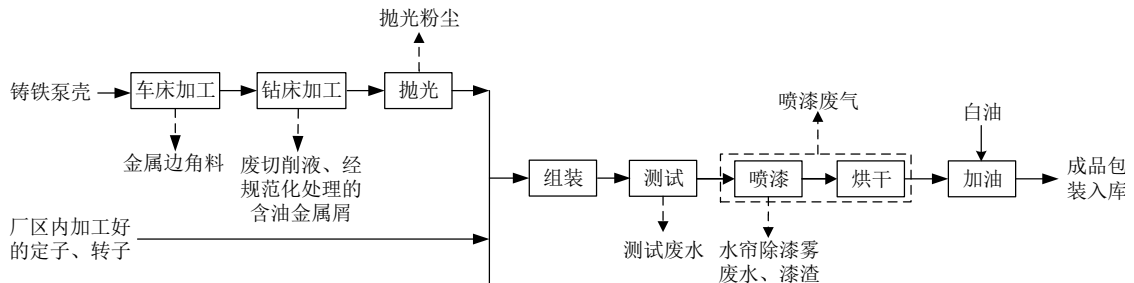 抛光粉尘
铸铁泵壳
车床加工
钻床加工
抛光
金属边角料
废切削液、经
规范化处理的
含油金属屑
喷漆废气
白油
组装
测试
喷漆
烘干
加油
成品包
装入库
厂区内加工好
的定子、转子
测试废水
水帘除漆雾
废水、漆渣